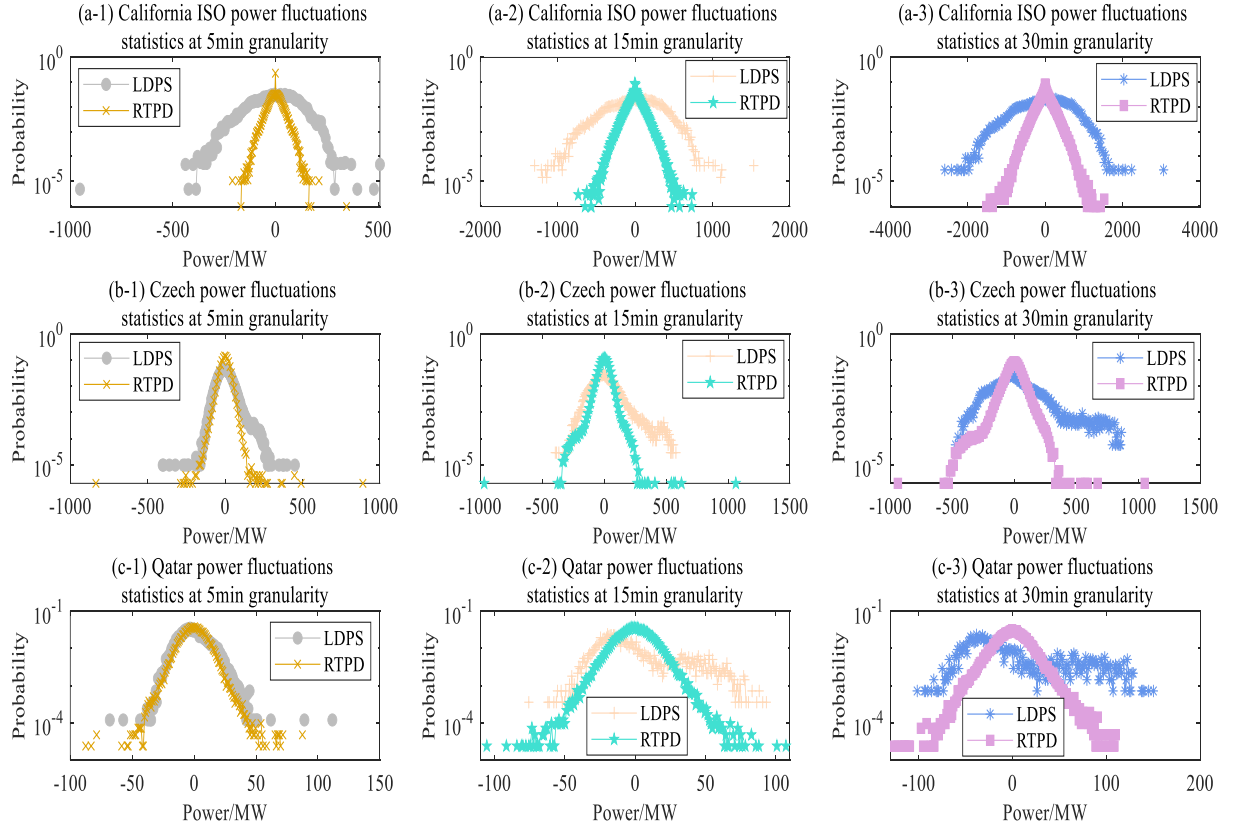 (a-1) California ISO power fluctuations
statistics at 5min granularity
10^0
10^-5
Probability
LDPS
RTPD
-1000 -500 0 500
Power/MW
(a-2) California ISO power fluctuations
statistics at 15min granularity
10^0
10^-5
Probability
LDPS
RTPD
-2000 -1000 0 1000 2000
Power/MW
(a-3) California ISO power fluctuations
statistics at 30min granularity
10^0
10^-5
Probability
LDPS
RTPD
-4000 -2000 0 2000 4000
Power/MW
(b-1) Czech power fluctuations
statistics at 5min granularity
10^0
10^-5
Probability
LDPS
RTPD
-1000 -500 0 500 1000
Power/MW
(b-2) Czech power fluctuations
statistics at 15min granularity
10^0
10^-5
Probability
LDPS
RTPD
-1000 -500 0 500 1000 1500
Power/MW
(b-3) Czech power fluctuations
statistics at 30min granularity
10^0
10^-5
Probability
LDPS
RTPD
-1000 -500 0 500 1000 1500
Power/MW
(c-1) Qatar power fluctuations
statistics at 5min granularity
10^-1
10^-4
Probability
LDPS
RTPD
-100 -50 0 50 100 150
Power/MW
(c-2) Qatar power fluctuations
statistics at 15min granularity
10^-1
10^-4
Probability
LDPS
RTPD
-100 -50 0 50 100
Power/MW
(c-3) Qatar power fluctuations
statistics at 30min granularity
10^-1
10^-4
Probability
LDPS
RTPD
-100 0 100 200
Power/MW